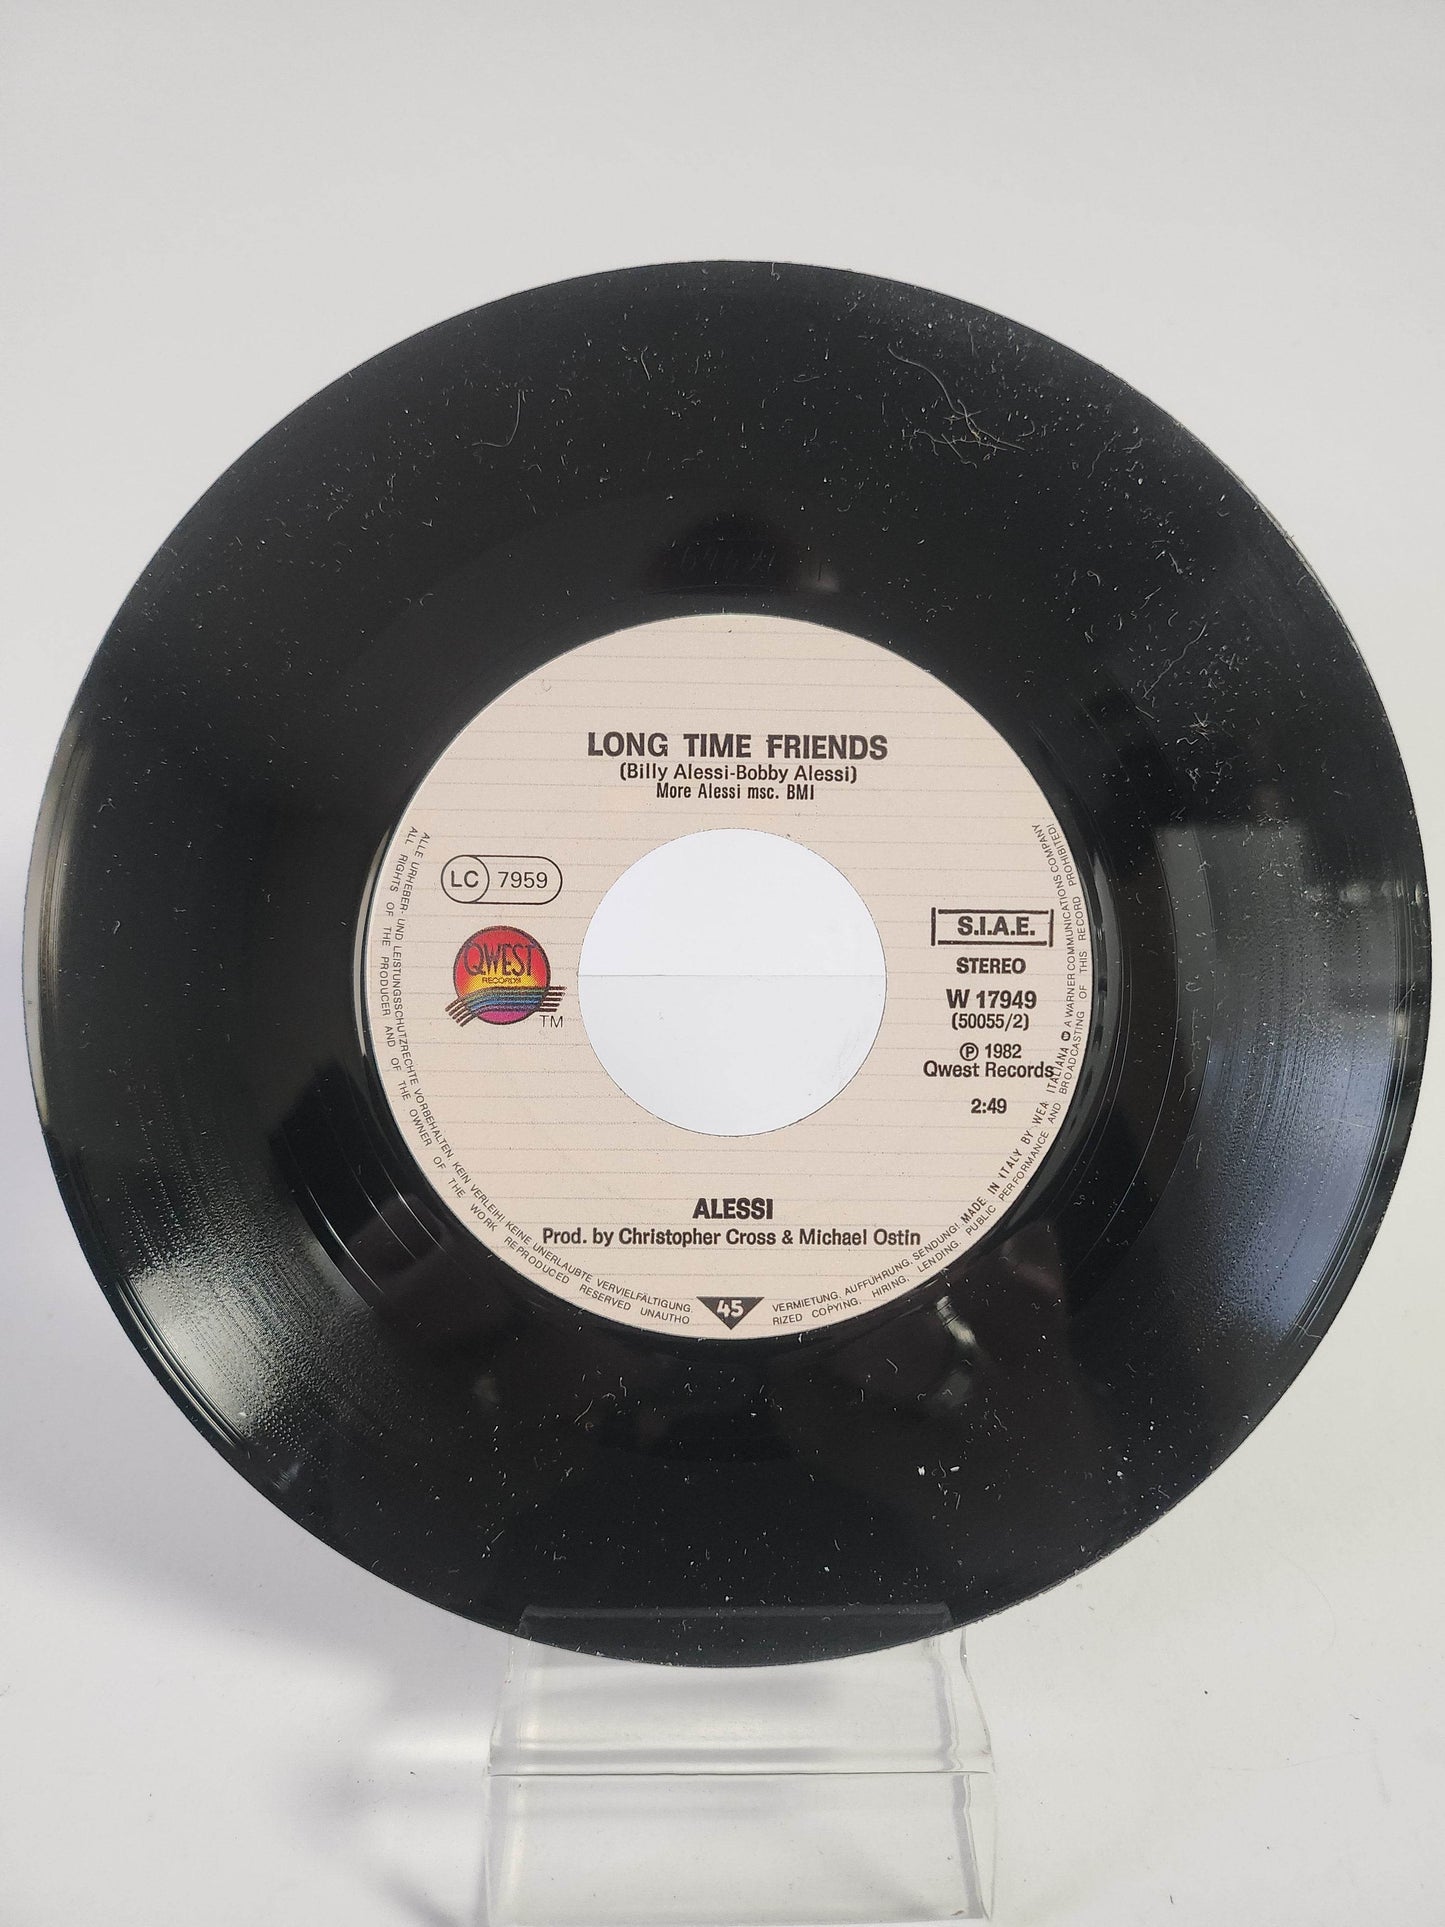 LONG TIME FRIENDS
(Billy Alessi-Bobby Alessi)
More Alessi msc. BMI
LC 7959
QWEST
RECORDS
TM
S.I.A.E.
STEREO
W 17949
(50055/2)
Ⓟ 1982
Qwest Records
2:49
ALESSI
Prod. by Christopher Cross & Michael Ostin
45
ALLE URHEBER- UND LEISTUNGSSCHUTZRECHTE VORBEHALTEN. KEIN VERLEIH! KEINE UNERLAUBTE VERVIELFÄLTIGUNG. VERMIETUNG, AUFFÜHRUNG, SENDUNG! MADE IN ITALY BY WEA ITALIANA A WARNER COMMUNICATIONS COMPANY
ALL RIGHTS OF THE PRODUCER AND OF THE OWNER OF THE WORK REPRODUCED RESERVED UNAUTHO RIZED COPYING, HIRING, LENDING, PUBLIC PERFORMANCE AND BROADCASTING OF THIS RECORD PROHIBITED!